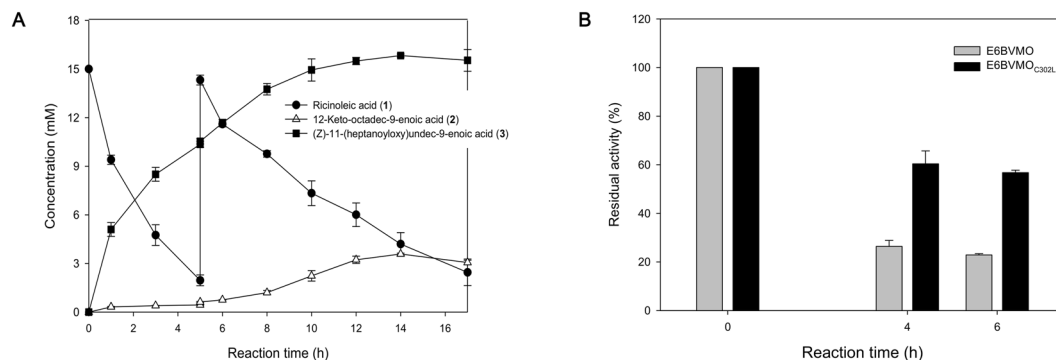 A
18
15
12
9
6
3
0
Concentration (mM)
Ricinoleic acid (1)
12-Keto-octadec-9-enoic acid (2)
(Z)-11-(heptanoyloxy)undec-9-enoic acid (3)
0 2 4 6 8 10 12 14 16
Reaction time (h)
B
120
100
80
60
40
20
0
Residual activity (%)
E6BVMO
E6BVMO C302L
0 4 6
Reaction time (h)